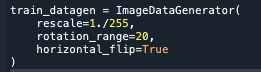 train_datagen = ImageDataGenerator(
    rescale=1./255,
    rotation_range=20,
    horizontal_flip=True
)